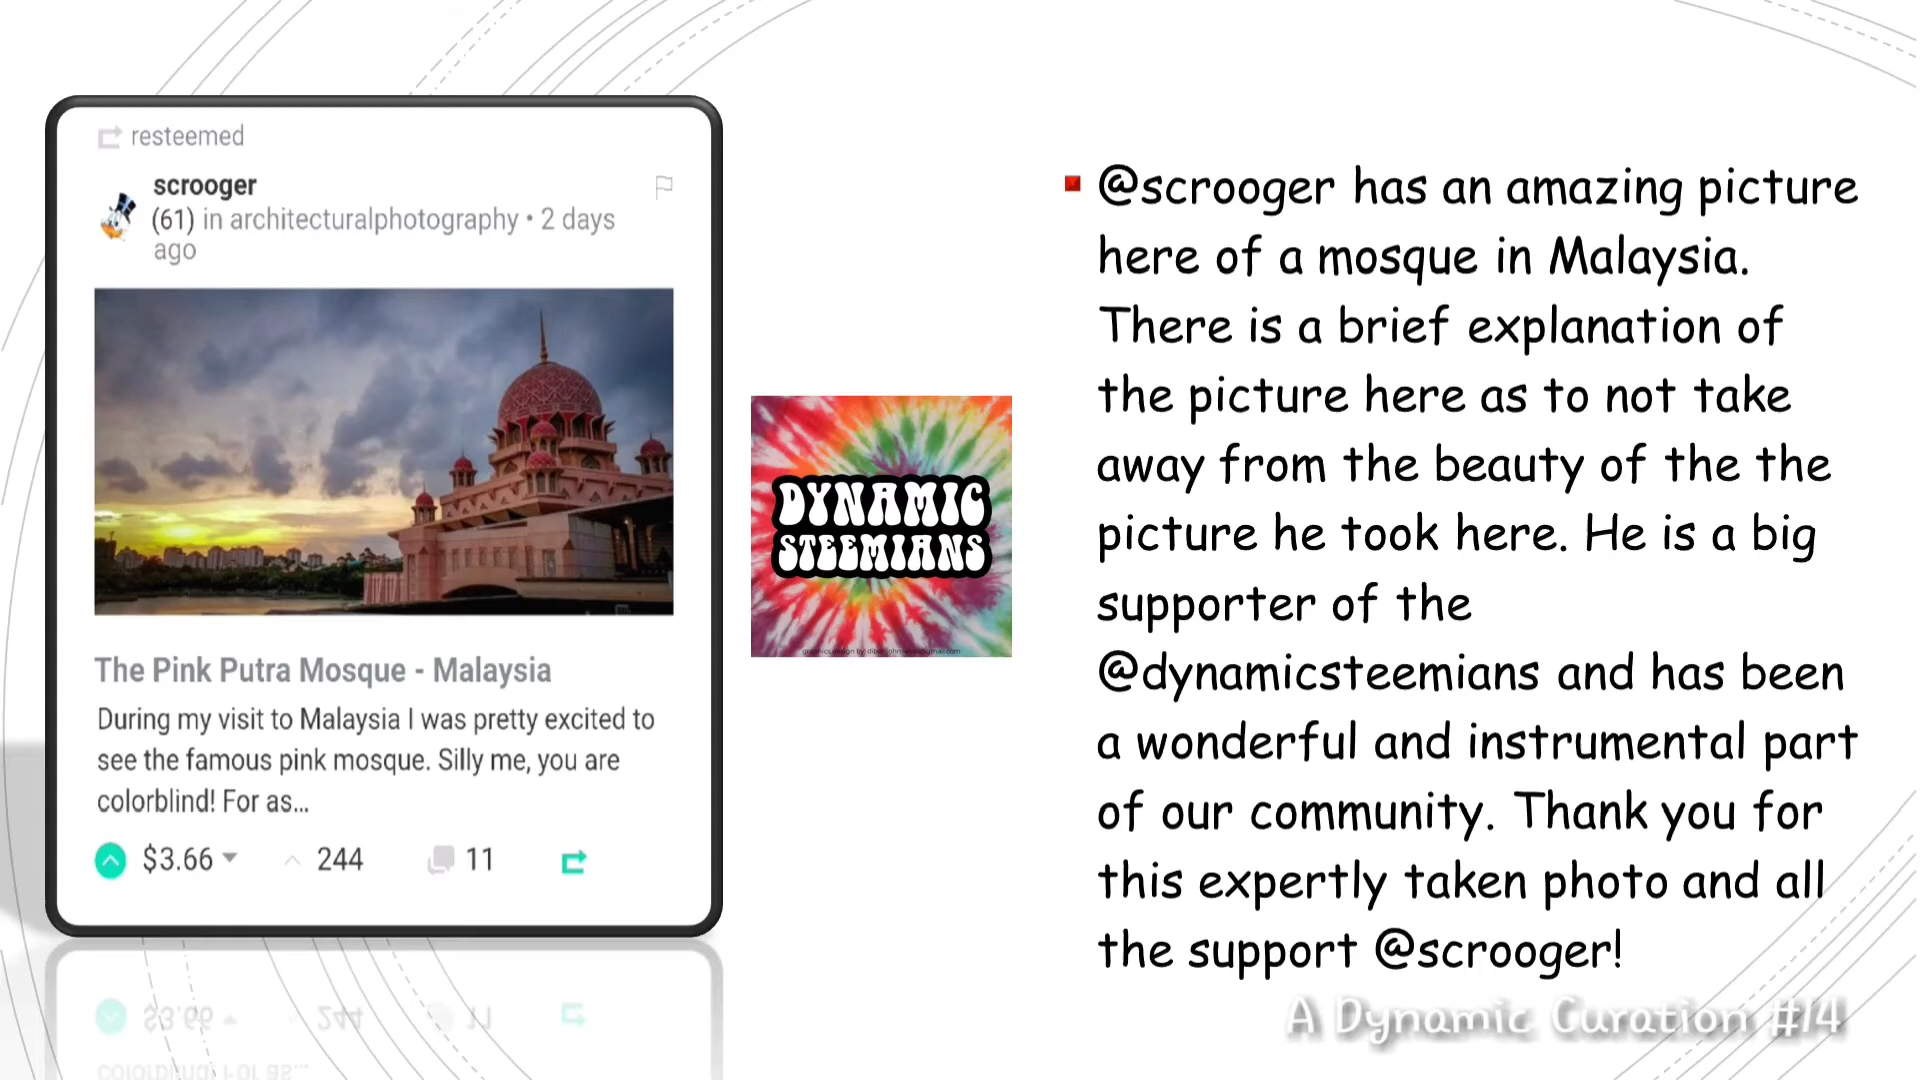 resteemed
scrooger
(61) in architecturalphotography • 2 days
ago
The Pink Putra Mosque - Malaysia
During my visit to Malaysia I was pretty excited to
see the famous pink mosque. Silly me, you are
colorblind! For as...
$3.66 244 11
DYNAMIC
STEEMIANS
@scrooger has an amazing picture
here of a mosque in Malaysia.
There is a brief explanation of
the picture here as to not take
away from the beauty of the the
picture he took here. He is a big
supporter of the
@dynamicsteemians and has been
a wonderful and instrumental part
of our community. Thank you for
this expertly taken photo and all
the support @scrooger!
A Dynamic Curation #14